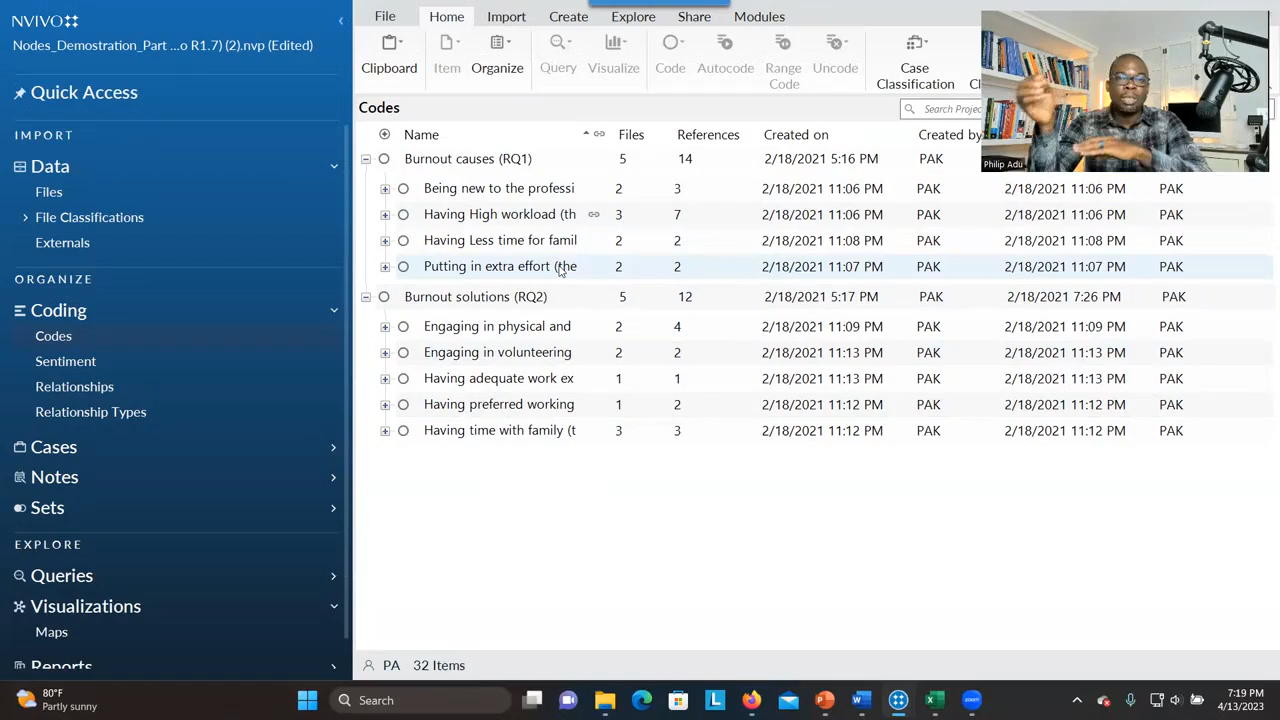 NVIVO
Nodes_Demostration_Part ...o R1.7) (2).nvp (Edited)
Quick Access
IMPORT
Data
Files
File Classifications
Externals
ORGANIZE
Coding
Codes
Sentiment
Relationships
Relationship Types
Cases
Notes
Sets
EXPLORE
Queries
Visualizations
Maps
Reports
File Home Import Create Explore Share Modules
Clipboard Item Organize Query Visualize Code Autocode Range Code Uncode Case Classification
Codes
Search Projec
Name Files References Created on Created by
Burnout causes (RQ1) 5 14 2/18/2021 5:16 PM PAK
Being new to the professi 2 3 2/18/2021 11:06 PM PAK 2/18/2021 11:06 PM PAK
Having High workload (th 3 7 2/18/2021 11:06 PM PAK 2/18/2021 11:06 PM PAK
Having Less time for famil 2 2 2/18/2021 11:08 PM PAK 2/18/2021 11:08 PM PAK
Putting in extra effort (the 2 2 2/18/2021 11:07 PM PAK 2/18/2021 11:07 PM PAK
Burnout solutions (RQ2) 5 12 2/18/2021 5:17 PM PAK 2/18/2021 7:26 PM PAK
Engaging in physical and 2 4 2/18/2021 11:09 PM PAK 2/18/2021 11:09 PM PAK
Engaging in volunteering 2 2 2/18/2021 11:13 PM PAK 2/18/2021 11:13 PM PAK
Having adequate work ex 1 1 2/18/2021 11:13 PM PAK 2/18/2021 11:13 PM PAK
Having preferred working 1 2 2/18/2021 11:12 PM PAK 2/18/2021 11:12 PM PAK
Having time with family (t 3 3 2/18/2021 11:12 PM PAK 2/18/2021 11:12 PM PAK
Philip Adu
PA 32 Items
80°F
Partly sunny
Search
7:19 PM
4/13/2023